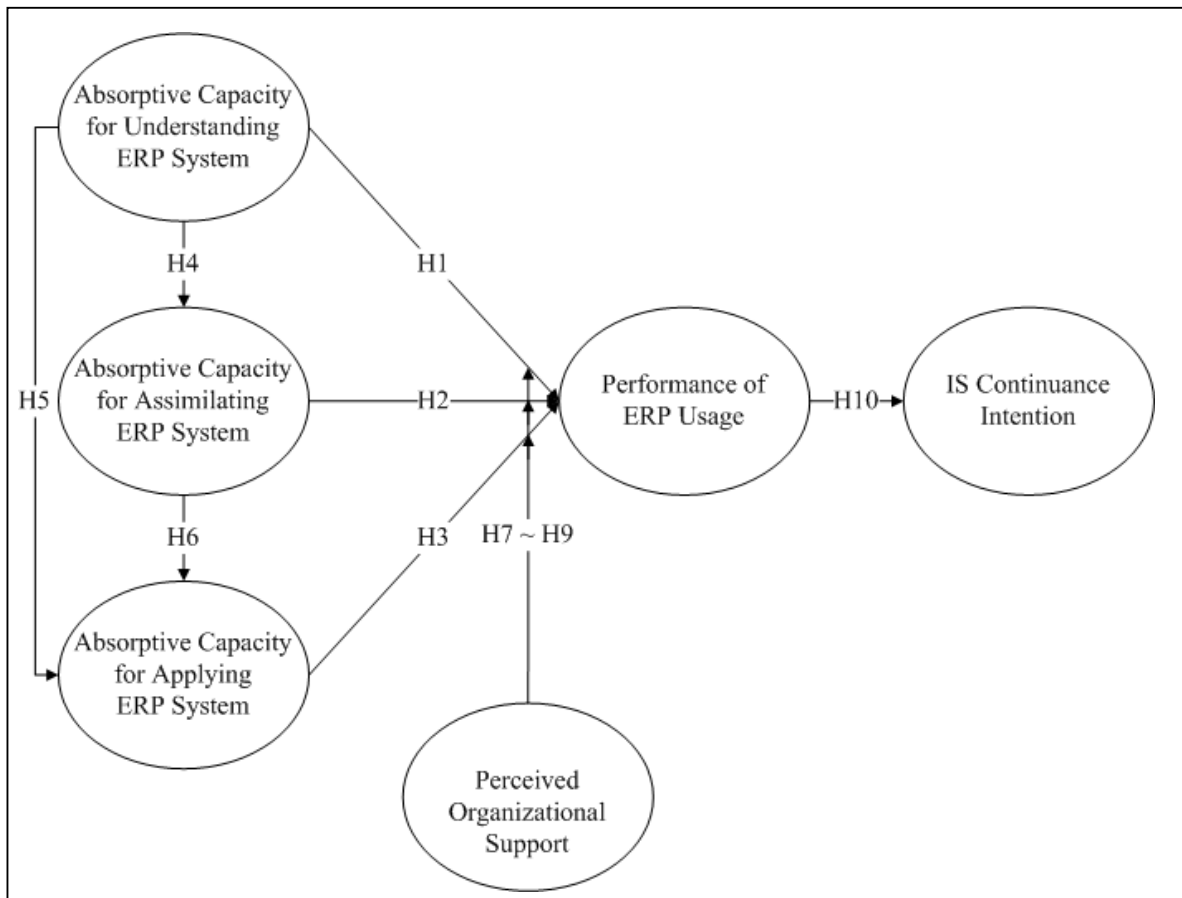 Absorptive Capacity
for Understanding
ERP System
H4
H1
Absorptive Capacity
for Assimilating
ERP System
H5
H2
Performance of
ERP Usage
H10
IS Continuance
Intention
H6
H3
H7 ~ H9
Absorptive Capacity
for Applying
ERP System
Perceived
Organizational
Support